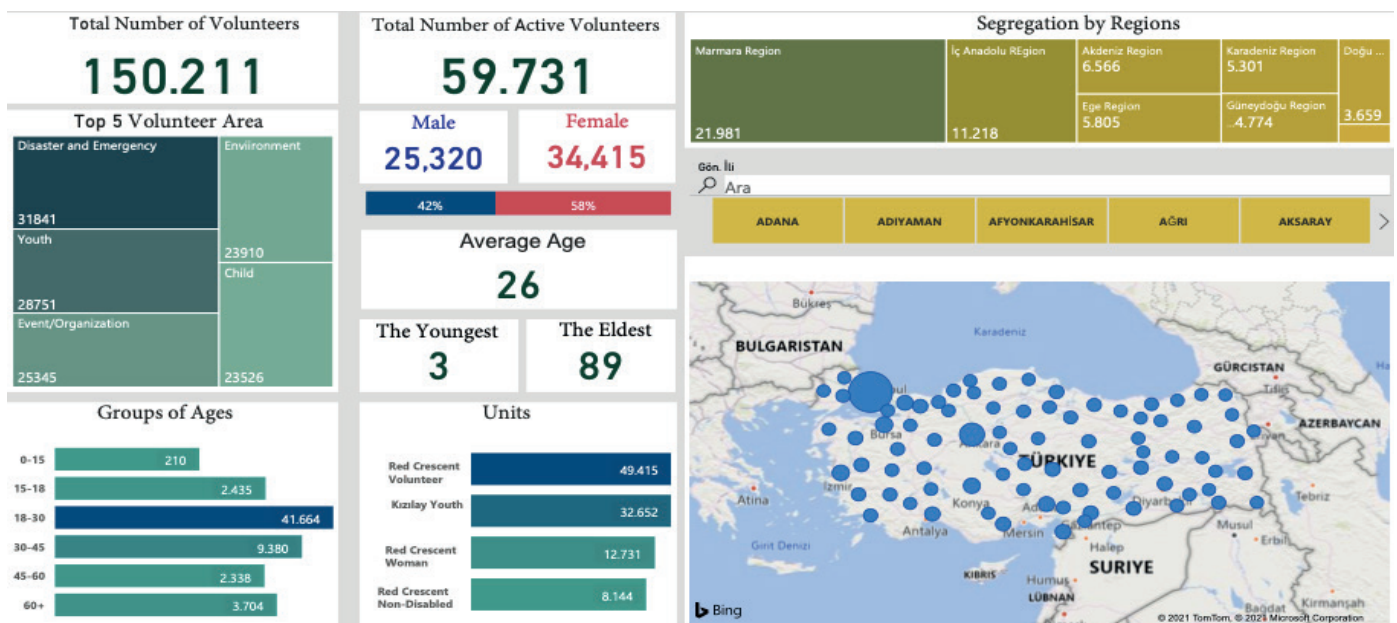 Total Number of Volunteers
150.211
Top 5 Volunteer Area
Disaster and Emergency
31841
Youth
28751
Event/Organization
25345
Enviironment
23910
Child
23526
Groups of Ages
0-15
210
15-18
2.435
18-30
41.664
30-45
9.380
45-60
2.338
60+
3.704
Total Number of Active Volunteers
59.731
Male
25,320
Female
34,415
42%
58%
Average Age
26
The Youngest
3
The Eldest
89
Units
Red Crescent
Volunteer
49.415
Kızılay Youth
32.652
Red Crescent
Woman
12.731
Red Crescent
Non-Disabled
8.144
Segregation by Regions
Marmara Region
21.981
İç Anadolu REgion
11.218
Akdeniz Region
6.566
Ege Region
5.805
Karadeniz Region
5.301
Güneydoğu Region
...4.774
Doğu ...
3.659
Gön. İli
Ara
ADANA
ADIYAMAN
AFYONKARAHİSAR
AĞRI
AKSARAY
Bükreş
BULGARISTAN
Karadeniz
GÜRCISTAN
Tiflis
AZERBAYCAN
Bursa
Ankara
TÜRKIYE
Izmir
Atina
Konya
Diyarbakır
Tebriz
Antalya
Mersin
Gaziantep
Musul
Erbil
Girit Denizi
Halep
SURIYE
KIBRIS
Humus
LÜBNAN
Bağdat
Kirmanşah
Bing
© 2021 TomTom, © 2021 Microsoft Corporation